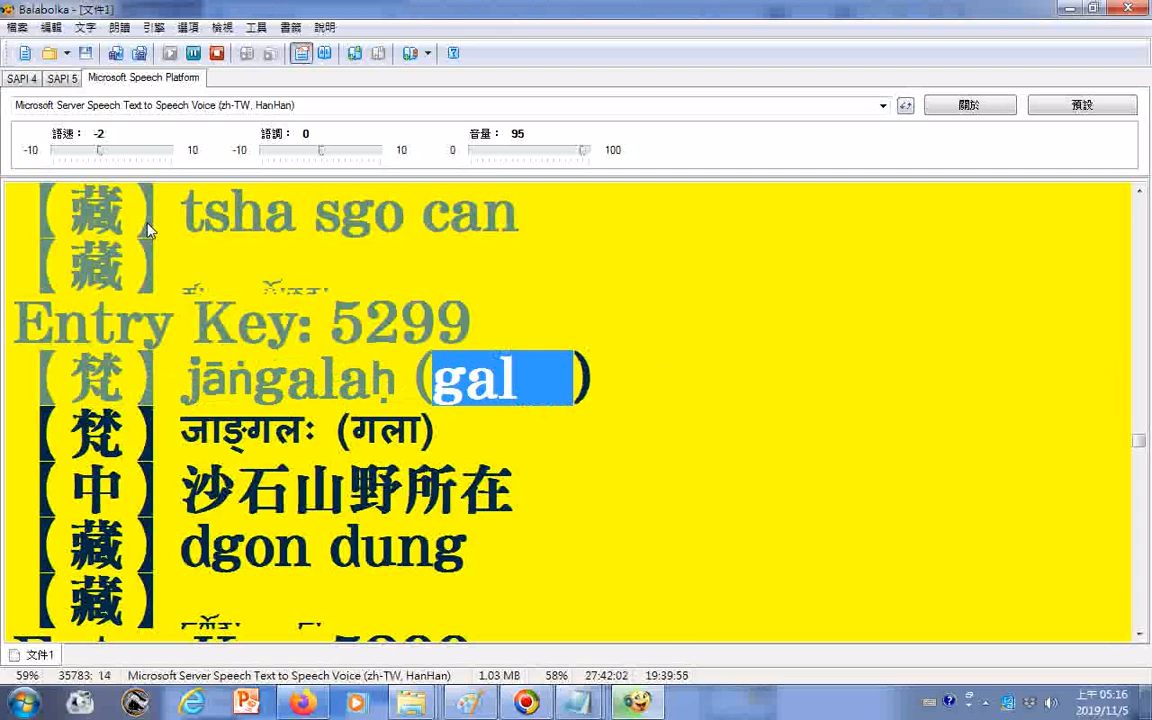 Balabolka - [文件1]
檔案 編輯 文字 朗讀 引擎 選項 檢視 工具 書籤 說明
SAPI 4 SAPI 5 Microsoft Speech Platform
Microsoft Server Speech Text to Speech Voice (zh-TW, HanHan) 關於 預設
語速： -2 語調： 0 音量： 95
-10 10 -10 10 0 100
【藏】 tsha sgo can
【藏】
Entry Key: 5299
【梵】 jāṅgalaḥ (gal )
【梵】 जाङ्गलः (गला)
【中】 沙石山野所在
【藏】 dgon dung
【藏】
文件1
59% 35783; 14 Microsoft Server Speech Text to Speech Voice (zh-TW, HanHan) 1.03 MB 58% 27:42:02 19:39:55
上午 05:16
2019/11/5